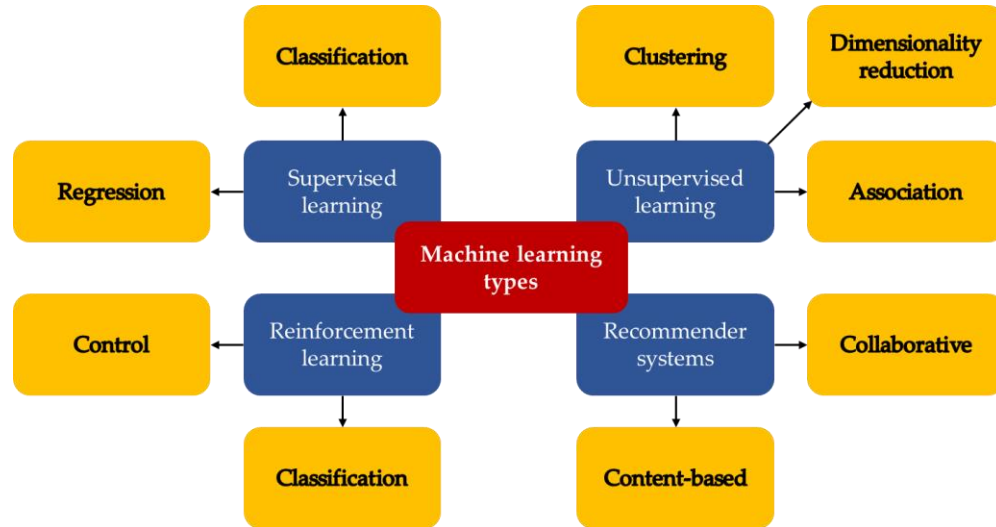 Classification
Clustering
Dimensionality
reduction
Regression
Supervised
learning
Unsupervised
learning
Association
Machine learning
types
Control
Reinforcement
learning
Recommender
systems
Collaborative
Classification
Content-based